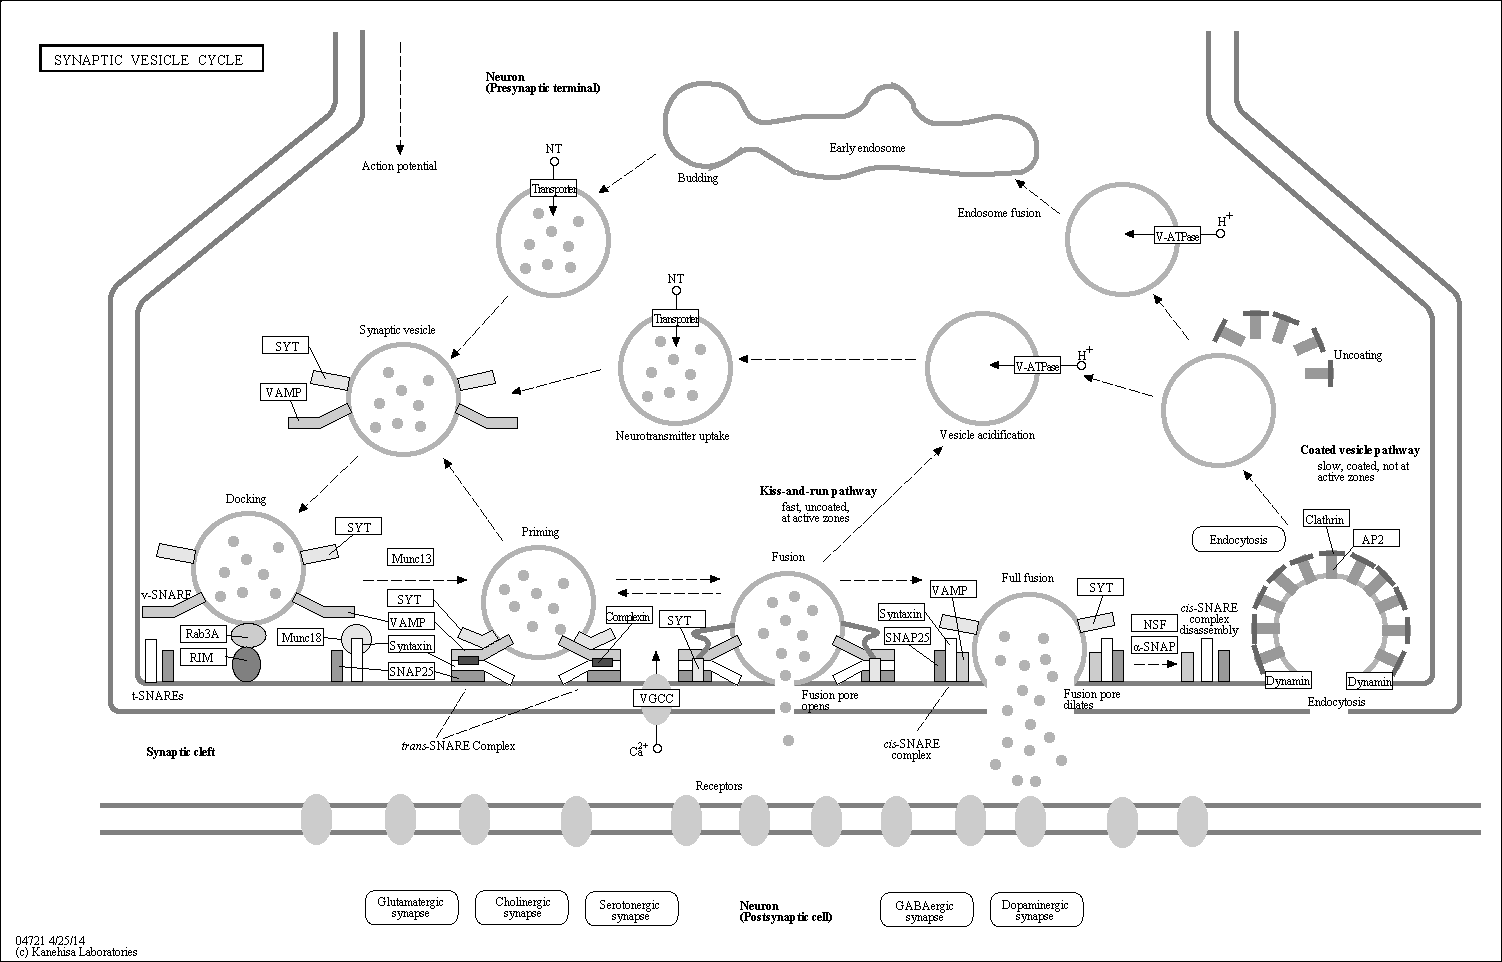 SYNAPTIC VESICLE CYCLE
Neuron
(Presynaptic terminal)
Action potential
NT
Transporter
Budding
Early endosome
Endosome fusion
H+
V-ATPase
NT
Transporter
Synaptic vesicle
SYT
VAMP
Neurotransmitter uptake
H+
V-ATPase
Vesicle acidification
Uncoating
Coated vesicle pathway
slow, coated, not at
active zones
Kiss-and-run pathway
fast, uncoated,
at active zones
Docking
SYT
Munc13
Priming
Fusion
Full fusion
Endocytosis
Clathrin
AP2
v-SNARE
SYT
VAMP
Complexin
SYT
VAMP
SYT
Syntaxin
SNAP25
NSF
α-SNAP
cis-SNARE
complex
disassembly
Rab3A
RIM
Munc18
Syntaxin
SNAP25
t-SNAREs
VGCC
Ca2+
Fusion pore
opens
Fusion pore
dilates
Dynamin
Dynamin
Endocytosis
trans-SNARE Complex
cis-SNARE
complex
Synaptic cleft
Receptors
Glutamatergic
synapse
Cholinergic
synapse
Serotonergic
synapse
Neuron
(Postsynaptic cell)
GABAergic
synapse
Dopaminergic
synapse
04721 4/25/14
(c) Kanehisa Laboratories